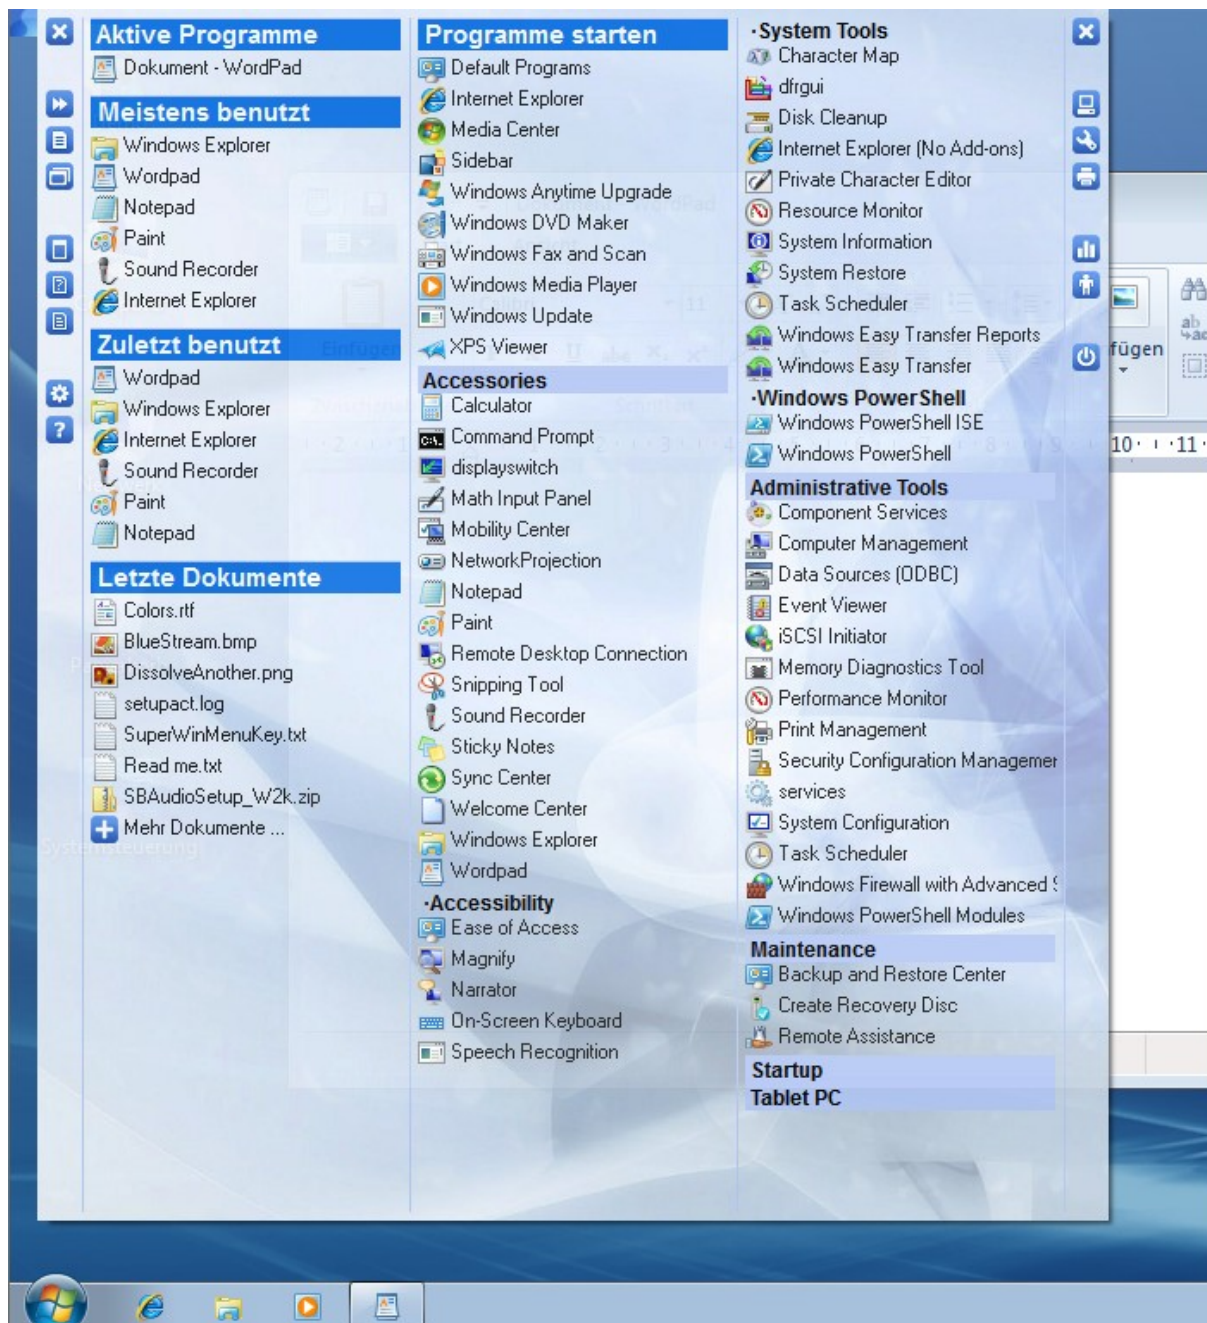 Aktive Programme
Dokument - WordPad
Meistens benutzt
Windows Explorer
Wordpad
Notepad
Paint
Sound Recorder
Internet Explorer
Zuletzt benutzt
Wordpad
Windows Explorer
Internet Explorer
Sound Recorder
Paint
Notepad
Letzte Dokumente
Colors.rtf
BlueStream.bmp
DissolveAnother.png
setupact.log
SuperWinMenuKey.txt
Read me.txt
SBAudioSetup_W2k.zip
Mehr Dokumente ...
Systemsteuerung
Programme starten
Default Programs
Internet Explorer
Media Center
Sidebar
Windows Anytime Upgrade
Windows DVD Maker
Windows Fax and Scan
Windows Media Player
Windows Update
XPS Viewer
Accessories
Calculator
Command Prompt
displayswitch
Math Input Panel
Mobility Center
NetworkProjection
Notepad
Paint
Remote Desktop Connection
Snipping Tool
Sound Recorder
Sticky Notes
Sync Center
Welcome Center
Windows Explorer
Wordpad
·Accessibility
Ease of Access
Magnify
Narrator
On-Screen Keyboard
Speech Recognition
·System Tools
Character Map
dfrgui
Disk Cleanup
Internet Explorer (No Add-ons)
Private Character Editor
Resource Monitor
System Information
System Restore
Task Scheduler
Windows Easy Transfer Reports
Windows Easy Transfer
·Windows PowerShell
Windows PowerShell ISE
Windows PowerShell
Administrative Tools
Component Services
Computer Management
Data Sources (ODBC)
Event Viewer
iSCSI Initiator
Memory Diagnostics Tool
Performance Monitor
Print Management
Security Configuration Managemer
services
System Configuration
Task Scheduler
Windows Firewall with Advanced S
Windows PowerShell Modules
Maintenance
Backup and Restore Center
Create Recovery Disc
Remote Assistance
Startup
Tablet PC
Einfügen
fügen
10 · 11 ·